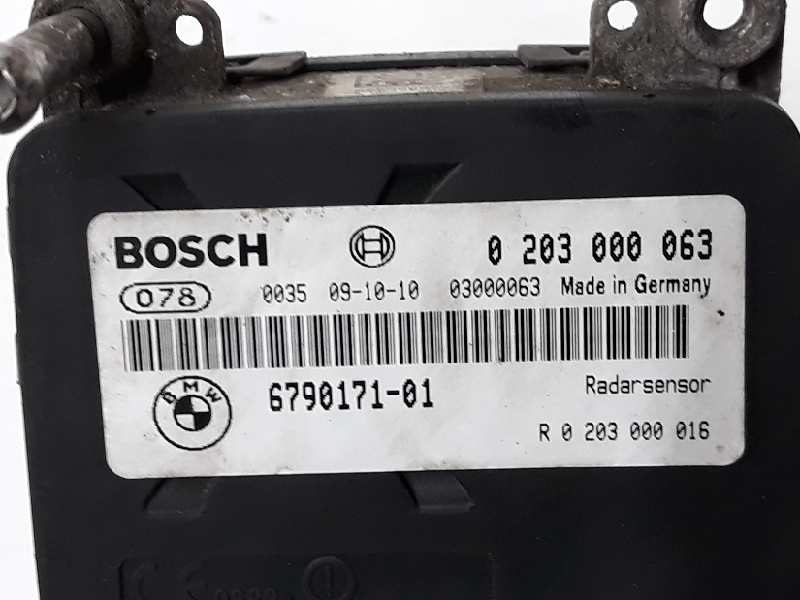 BOSCH 0 203 000 063
078 0035 09-10-10 03000063 Made in Germany
BMW 6790171-01 Radarsensor
R 0 203 000 016